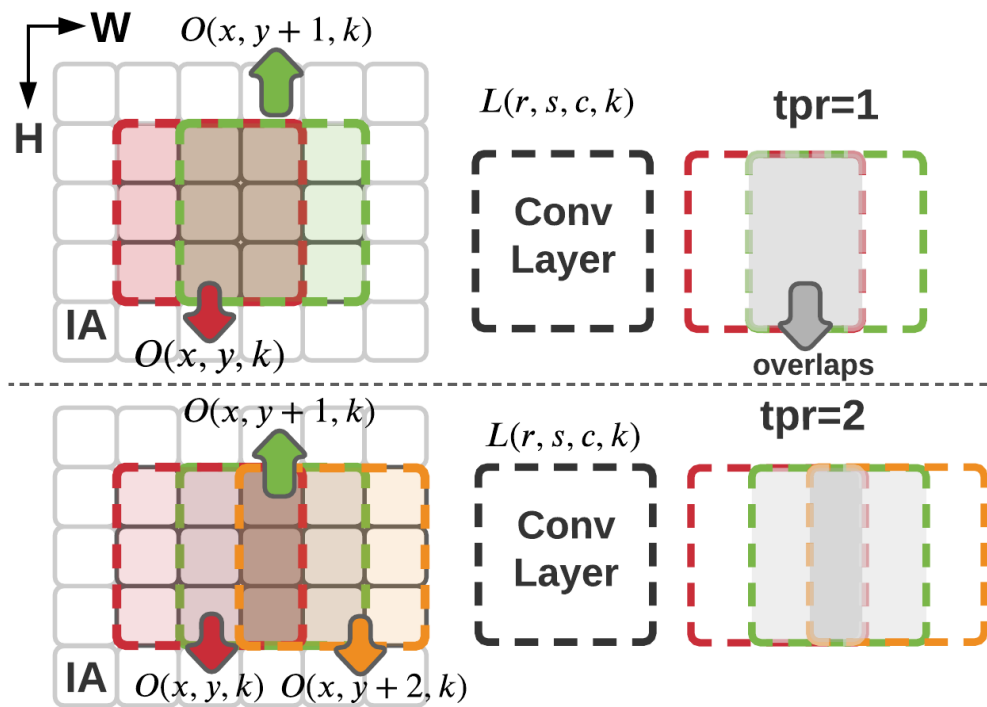 W
O(x, y + 1, k)
H
L(r, s, c, k)
tpr=1
Conv
Layer
IA
O(x, y, k)
overlaps
O(x, y + 1, k)
L(r, s, c, k)
tpr=2
Conv
Layer
IA
O(x, y, k)
O(x, y + 2, k)